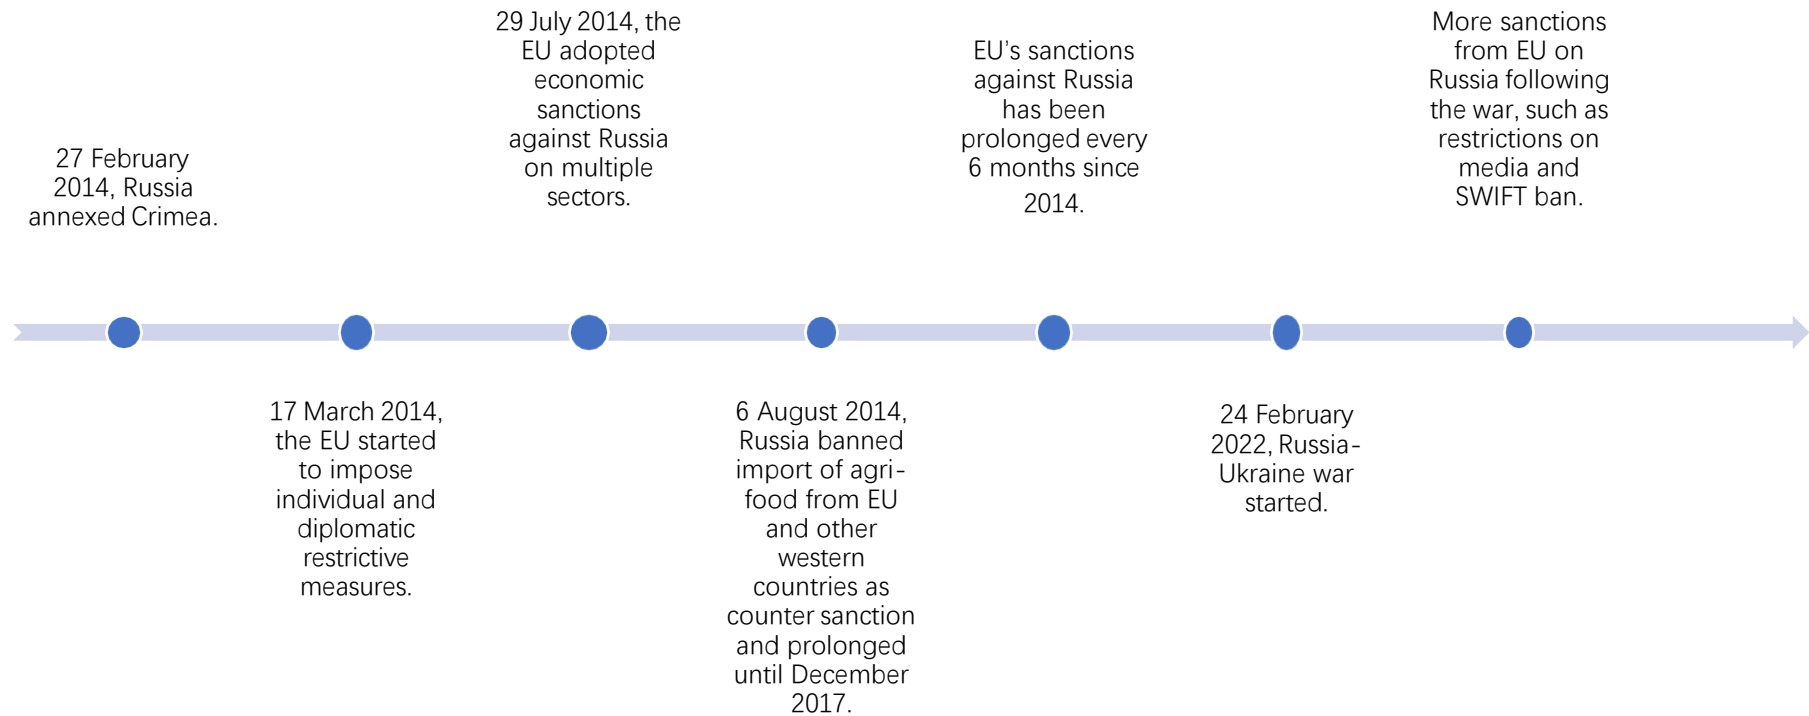 27 February
2014, Russia
annexed Crimea.
17 March 2014,
the EU started
to impose
individual and
diplomatic
restrictive
measures.
29 July 2014, the
EU adopted
economic
sanctions
against Russia
on multiple
sectors.
6 August 2014,
Russia banned
import of agri-
food from EU
and other
western
countries as
counter sanction
and prolonged
until December
2017.
EU's sanctions
against Russia
has been
prolonged every
6 months since
2014.
24 February
2022, Russia-
Ukraine war
started.
More sanctions
from EU on
Russia following
the war, such as
restrictions on
media and
SWIFT ban.